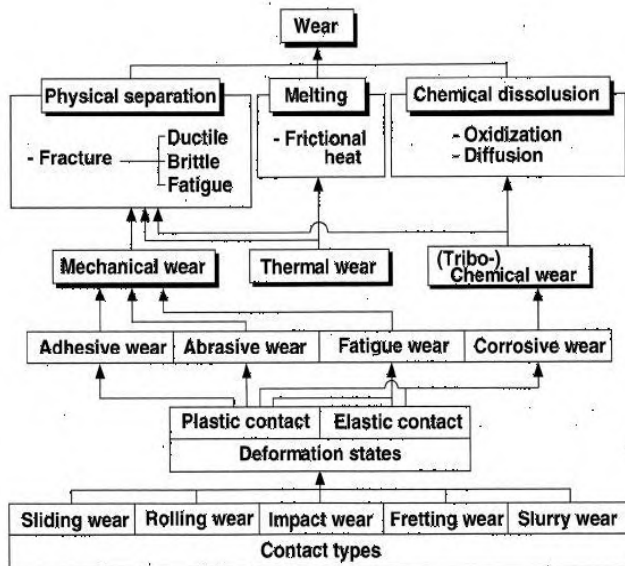 Wear
Physical separation
Melting
Chemical dissolusion
- Fracture
Ductile
Brittle
Fatigue
- Frictional
heat
- Oxidization
- Diffusion
Mechanical wear
Thermal wear
(Tribo-)
Chemical wear
Adhesive wear
Abrasive wear
Fatigue wear
Corrosive wear
Plastic contact
Elastic contact
Deformation states
Sliding wear
Rolling wear
Impact wear
Fretting wear
Slurry wear
Contact types